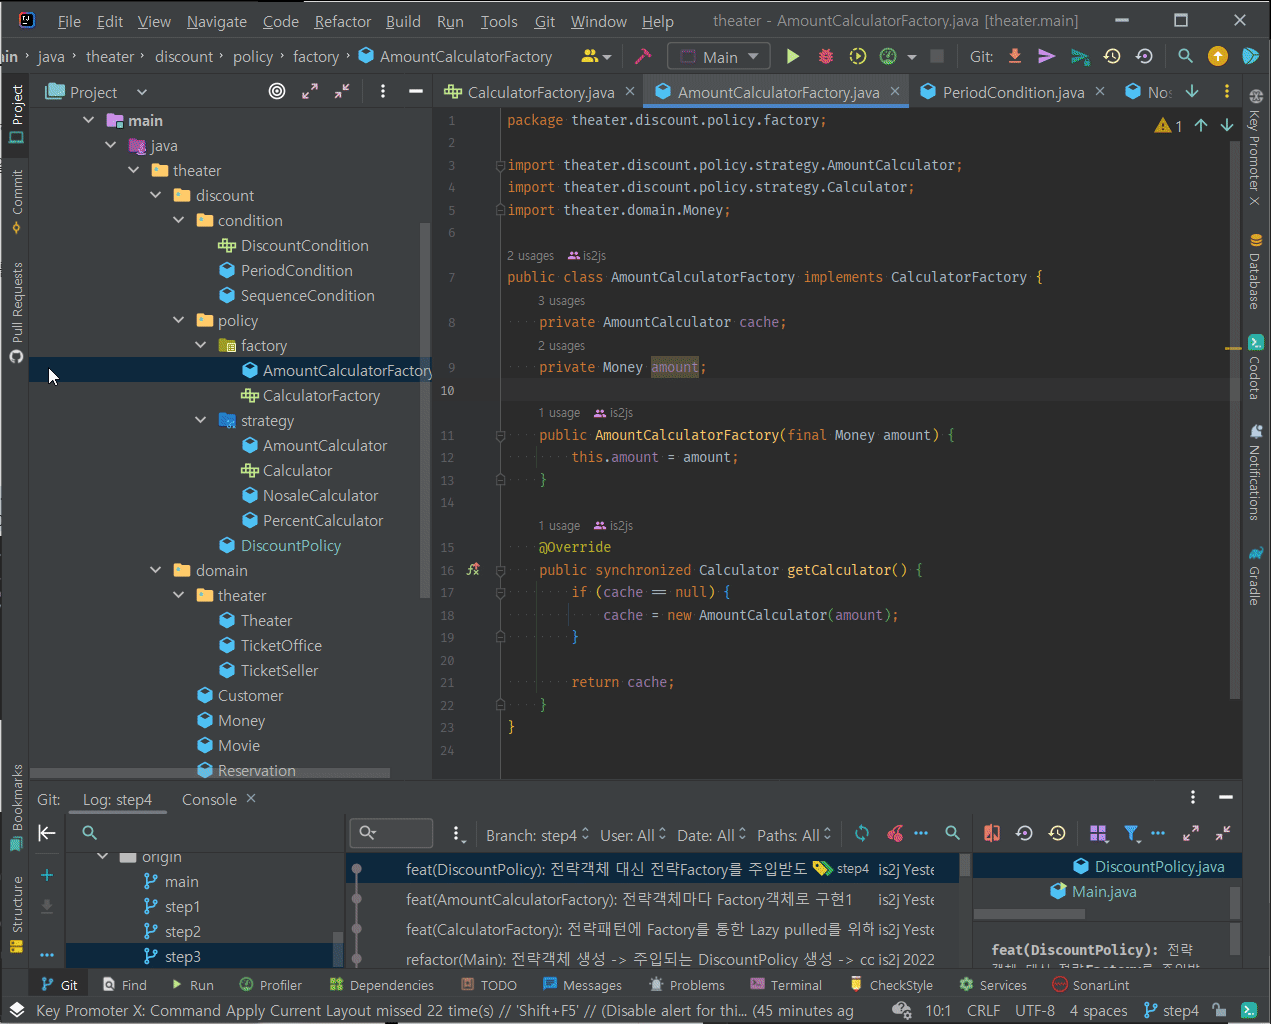 File Edit View Navigate Code Refactor Build Run Tools Git Window Help theater - AmountCalculatorFactory.java [theater.main]
java theater discount policy factory AmountCalculatorFactory Main Git:
Project
CalculatorFactory.java AmountCalculatorFactory.java PeriodCondition.java
main
java
theater
discount
condition
DiscountCondition
PeriodCondition
SequenceCondition
policy
factory
AmountCalculatorFactory
CalculatorFactory
strategy
AmountCalculator
Calculator
NosaleCalculator
PercentCalculator
DiscountPolicy
domain
theater
Theater
TicketOffice
TicketSeller
Customer
Money
Movie
Reservation
1 package theater.discount.policy.factory;
2
3 import theater.discount.policy.strategy.AmountCalculator;
4 import theater.discount.policy.strategy.Calculator;
5 import theater.domain.Money;
6
2 usages is2js
7 public class AmountCalculatorFactory implements CalculatorFactory {
3 usages
8 private AmountCalculator cache;
2 usages
9 private Money amount;
10
1 usage is2js
11 public AmountCalculatorFactory(final Money amount) {
12 this.amount = amount;
13 }
14
1 usage is2js
15 @Override
16 public synchronized Calculator getCalculator() {
17 if (cache == null) {
18 cache = new AmountCalculator(amount);
19 }
20
21 return cache;
22 }
23 }
24
1
Project
Commit
Pull Requests
Bookmarks
Structure
Key Promoter X
Database
Codota
Notifications
Gradle
Git: Log: step4 Console
Branch: step4 User: All Date: All Paths: All
origin
main
step1
step2
step3
feat(DiscountPolicy): 전략객체 대신 전략Factory를 주입받도 step4 is2j Yeste
feat(AmountCalculatorFactory): 전략객체마다 Factory객체로 구현1 is2j Yeste
feat(CalculatorFactory): 전략패턴에 Factory를 통한 Lazy pulled를 위하 is2j Yeste
refactor(Main): 전략객체 생성 -> 주입되는 DiscountPolicy 생성 -> cc is2j 2022
DiscountPolicy.java
Main.java
feat(DiscountPolicy): 전략
Git Find Run Profiler Dependencies TODO Messages Problems Terminal CheckStyle Services SonarLint
Key Promoter X: Command Apply Current Layout missed 22 time(s) // 'Shift+F5' // (Disable alert for thi... (45 minutes ag 10:1 CRLF UTF-8 4 spaces step4